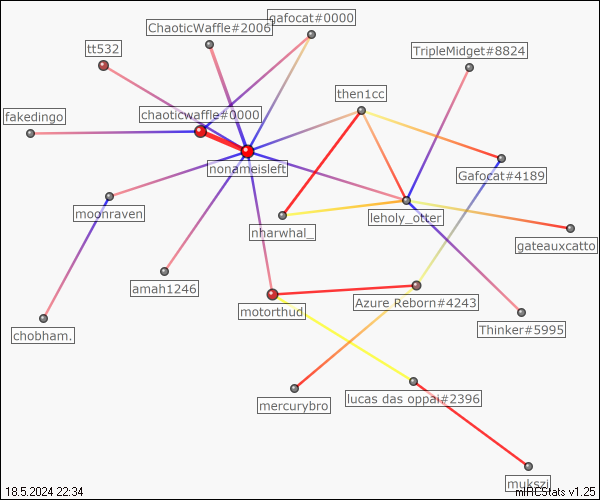 gafocat#0000
ChaoticWaffle#2006
tt532
TripleMidget#8824
then1cc
chaoticwaffle#0000
fakedingo
nonameisleft
Gafocat#4189
moonraven
leholy_otter
nharwhal_
gateauxcatto
amah1246
Azure Reborn#4243
motorthud
Thinker#5995
chobham.
lucas das oppai#2396
mercurybro
mukszi
18.5.2024 22:34
mIRCStats v1.25